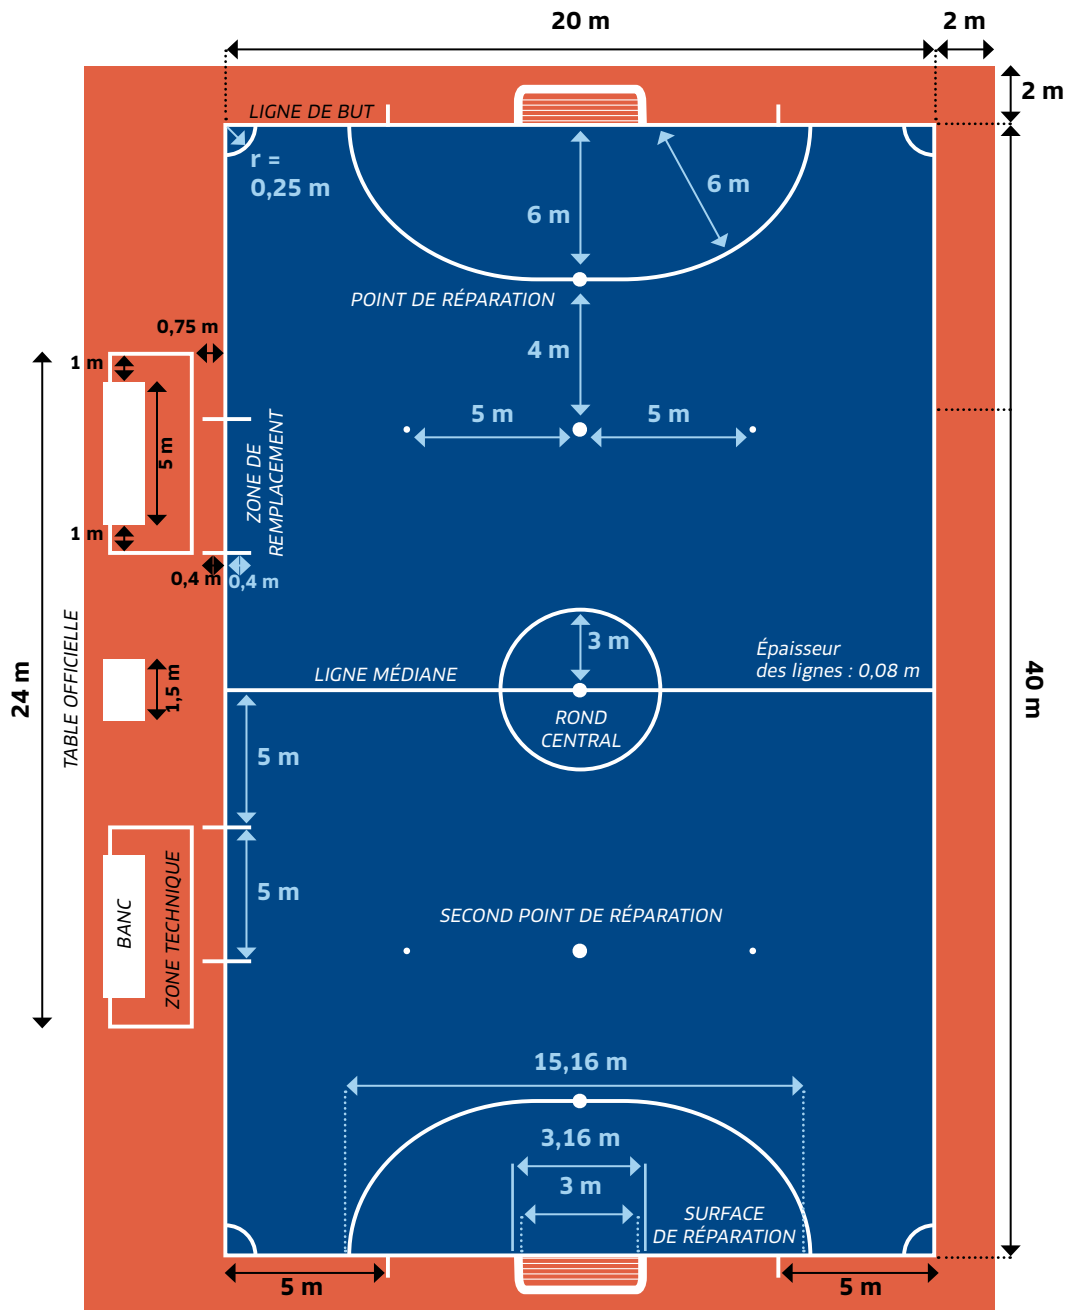 20 m
2 m
2 m
LIGNE DE BUT
r =
0,25 m
6 m
6 m
POINT DE RÉPARATION
0,75 m
4 m
1 m
5 m
5 m
5 m
ZONE DE
REMPLACEMENT
1 m
0,4 m
0,4 m
TABLE OFFICIELLE
24 m
1,5 m
3 m
LIGNE MÉDIANE
Épaisseur
des lignes : 0,08 m
40 m
ROND
CENTRAL
5 m
5 m
BANC
ZONE TECHNIQUE
SECOND POINT DE RÉPARATION
15,16 m
3,16 m
3 m
SURFACE
DE RÉPARATION
5 m
5 m